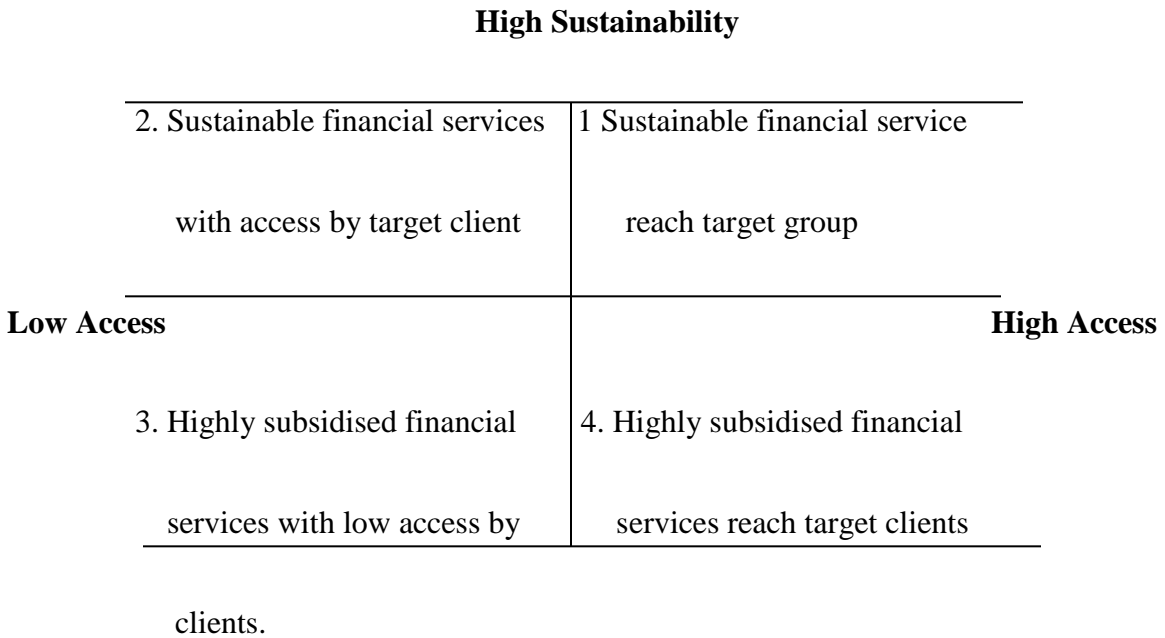 High Sustainability
2. Sustainable financial services
with access by target client
1 Sustainable financial service
reach target group
Low Access
High Access
3. Highly subsidised financial
services with low access by
clients.
4. Highly subsidised financial
services reach target clients